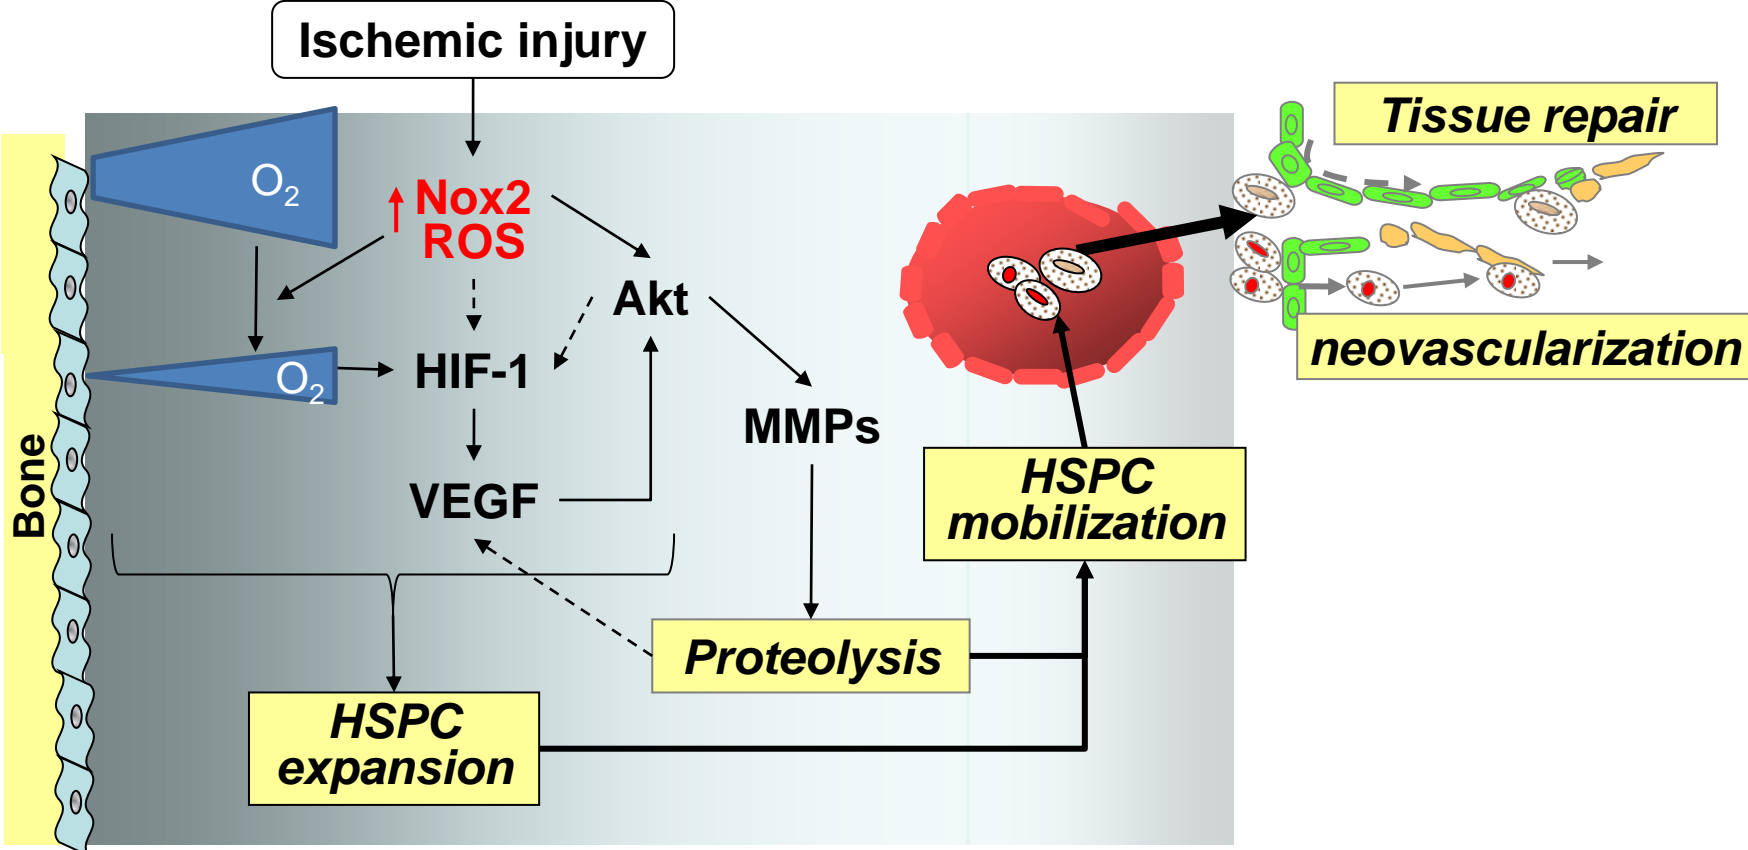 Ischemic injury
Tissue repair
O2
Nox2
ROS
Akt
HIF-1
O2
neovascularization
MMPs
Bone
VEGF
HSPC
mobilization
Proteolysis
HSPC
expansion